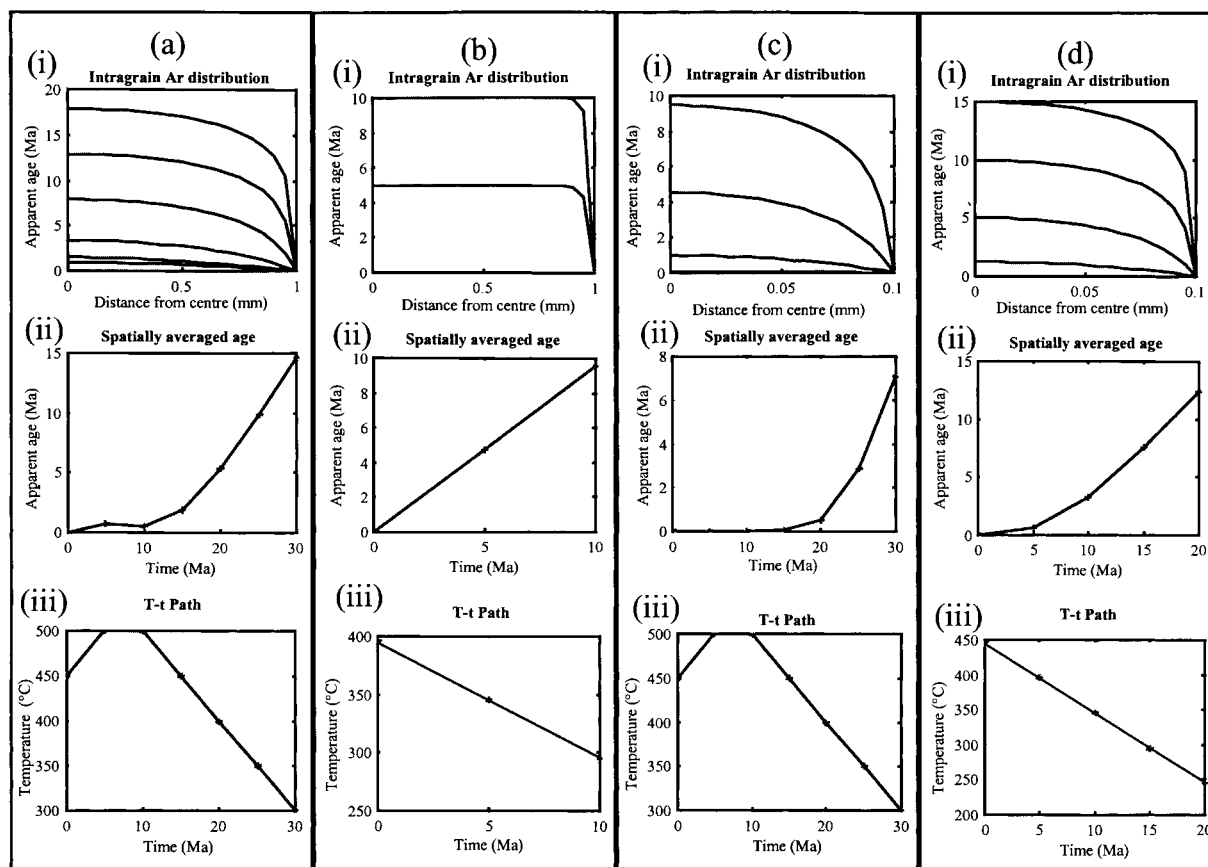 (a)
(i)
Intragrain Ar distribution
Apparent age (Ma)
20
15
10
5
0
0
0.5
1
Distance from centre (mm)
(ii)
Spatially averaged age
Apparent age (Ma)
15
10
5
0
0
10
20
30
Time (Ma)
(iii)
T-t Path
Temperature (°C)
500
450
400
350
300
0
10
20
30
Time (Ma)
(b)
(i)
Intragrain Ar distribution
Apparent age (Ma)
10
8
6
4
2
0
0
0.5
1
Distance from centre (mm)
(ii)
Spatially averaged age
Apparent age (Ma)
10
8
6
4
2
0
0
5
10
Time (Ma)
(iii)
T-t Path
Temperature (°C)
400
350
300
250
0
5
10
Time (Ma)
(c)
(i)
Intragrain Ar distribution
Apparent age (Ma)
10
8
6
4
2
0
0
0.05
0.1
Distance from centre (mm)
(ii)
Spatially averaged age
Apparent age (Ma)
8
6
4
2
0
0
10
20
30
Time (Ma)
(iii)
T-t Path
Temperature (°C)
500
450
400
350
300
0
10
20
30
Time (Ma)
(d)
(i)
Intragrain Ar distribution
Apparent age (Ma)
15
10
5
0
0
0.05
0.1
Distance from centre (mm)
(ii)
Spatially averaged age
Apparent age (Ma)
15
10
5
0
0
5
10
15
20
Time (Ma)
(iii)
T-t Path
Temperature (°C)
450
400
350
300
250
200
0
5
10
15
20
Time (Ma)